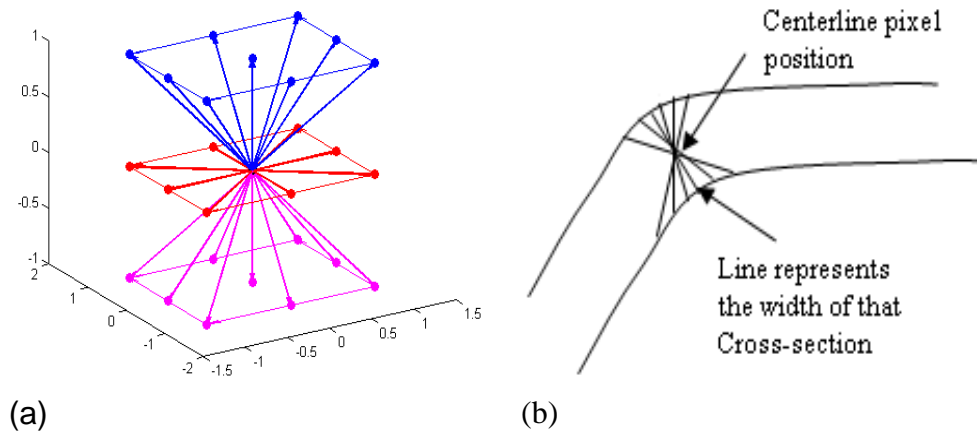 1
0.5
0
-0.5
-1
2
1
0
-1
-2
-1.5
-1
-0.5
0
0.5
1
1.5
(a)
Centerline pixel
position
Line represents
the width of that
Cross-section
(b)